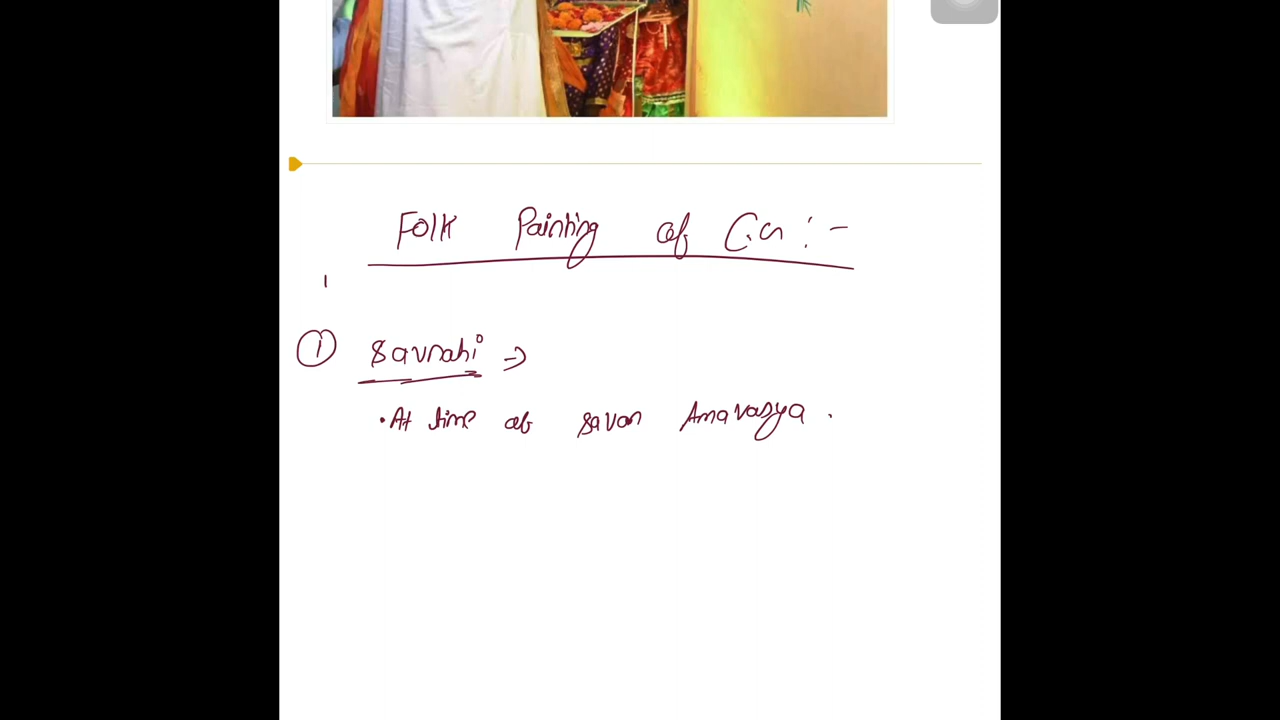 Folk Painting of C.G :-
① Savnahi →
• At time of Savan Amavasya .